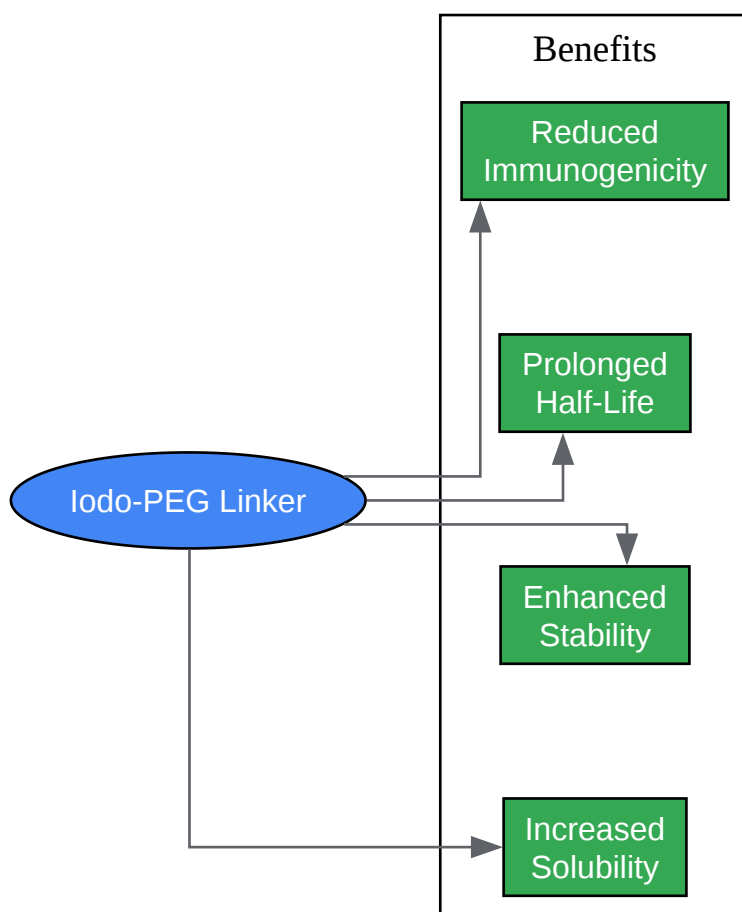 Benefits
Reduced
Immunogenicity
Prolonged
Half-Life
Iodo-PEG Linker
Enhanced
Stability
Increased
Solubility